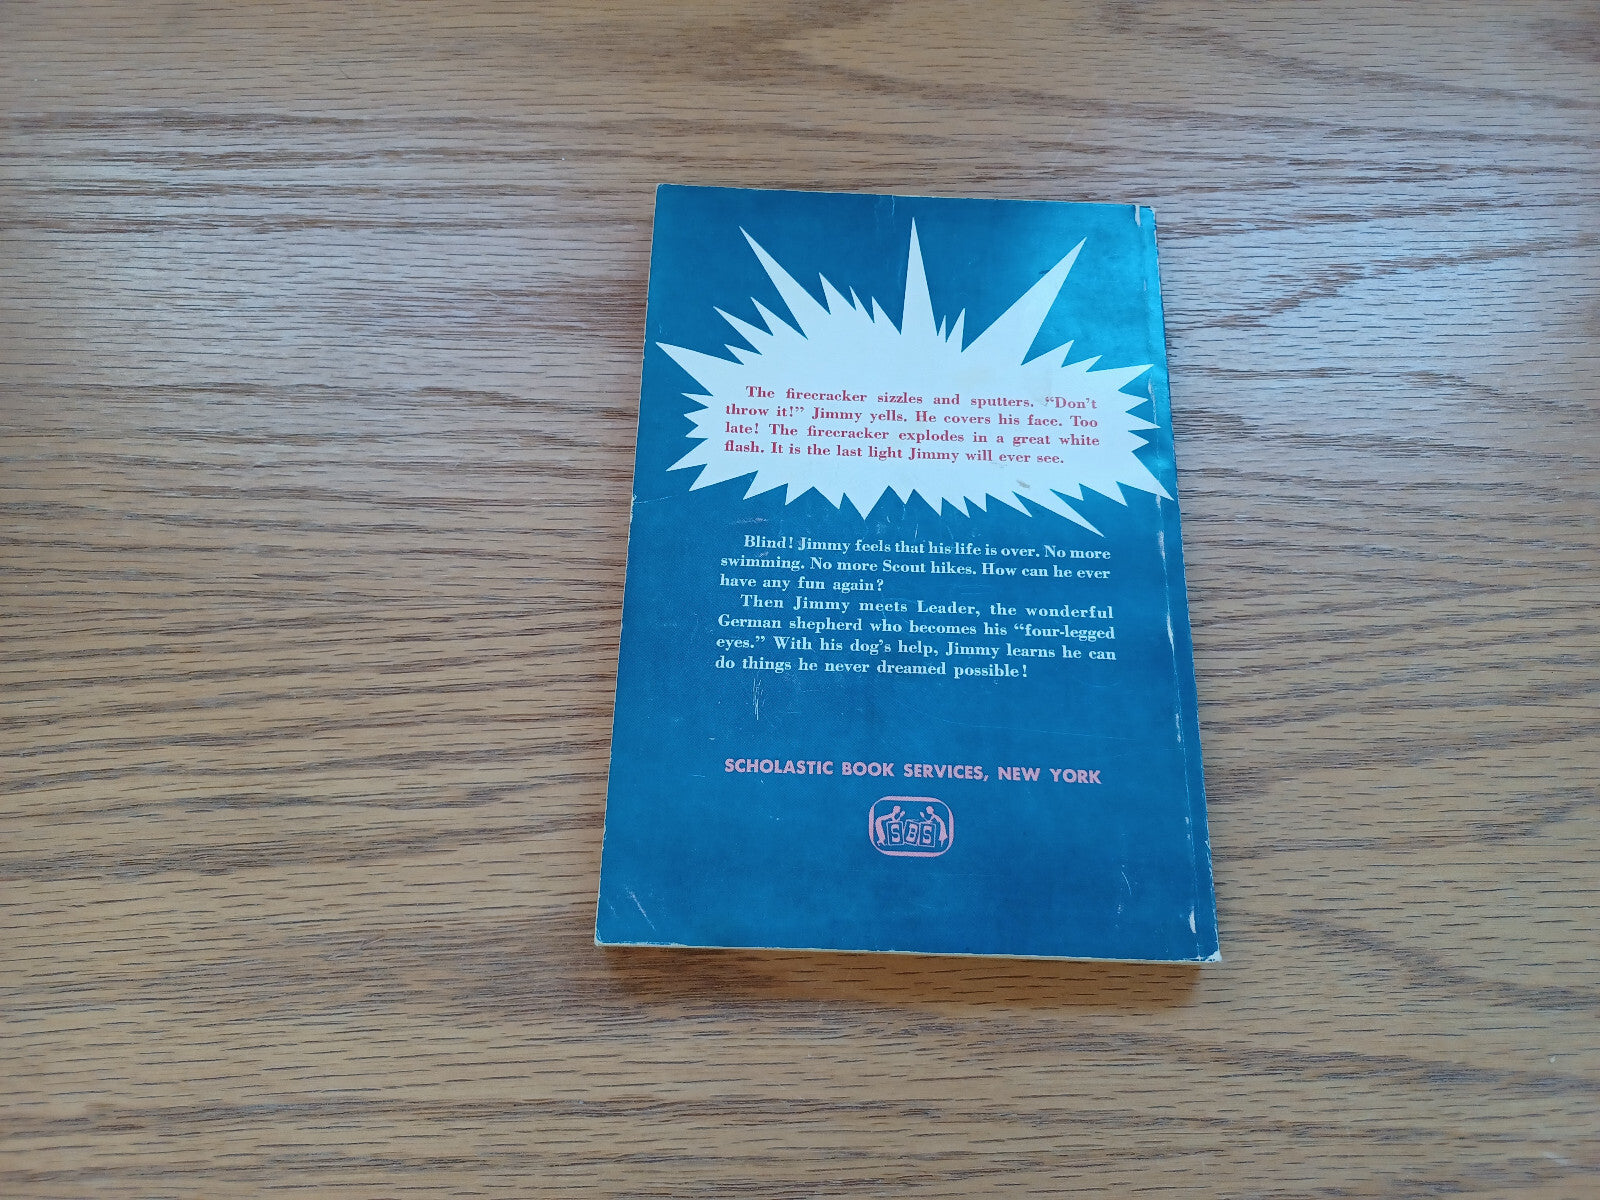 The firecracker sizzles and sputters. “Don’t
throw it!” Jimmy yells. He covers his face. Too
late! The firecracker explodes in a great white
flash. It is the last light Jimmy will ever see.
Blind! Jimmy feels that his life is over. No more
swimming. No more Scout hikes. How can he ever
have any fun again?
Then Jimmy meets Leader, the wonderful
German shepherd who becomes his “four-legged
eyes.” With his dog’s help, Jimmy learns he can
do things he never dreamed possible!
SCHOLASTIC BOOK SERVICES, NEW YORK
SBS